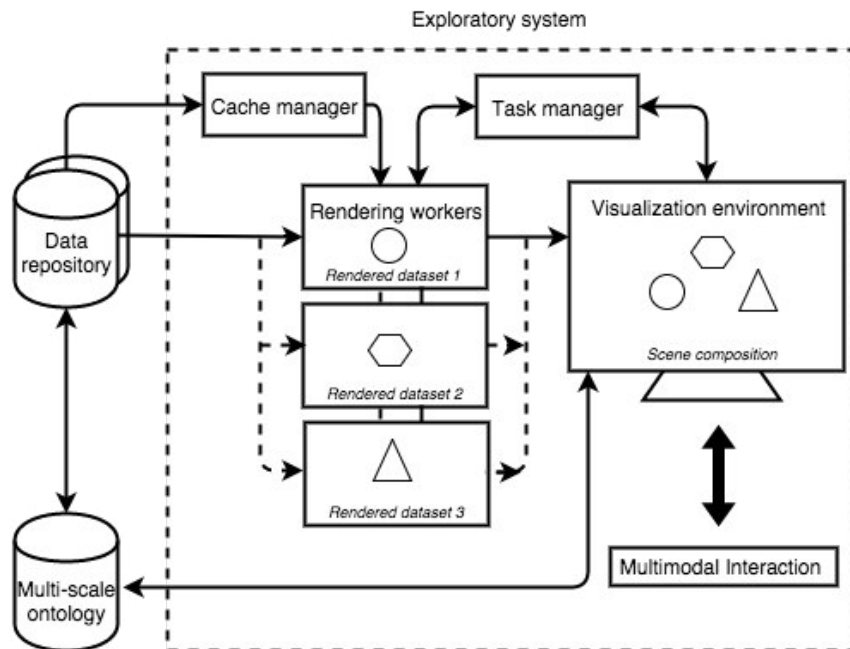 Exploratory system
Cache manager
Task manager
Rendering workers
Rendered dataset 1
Visualization environment
Scene composition
Data
repository
Rendered dataset 2
Rendered dataset 3
Multi-scale
ontology
Multimodal Interaction